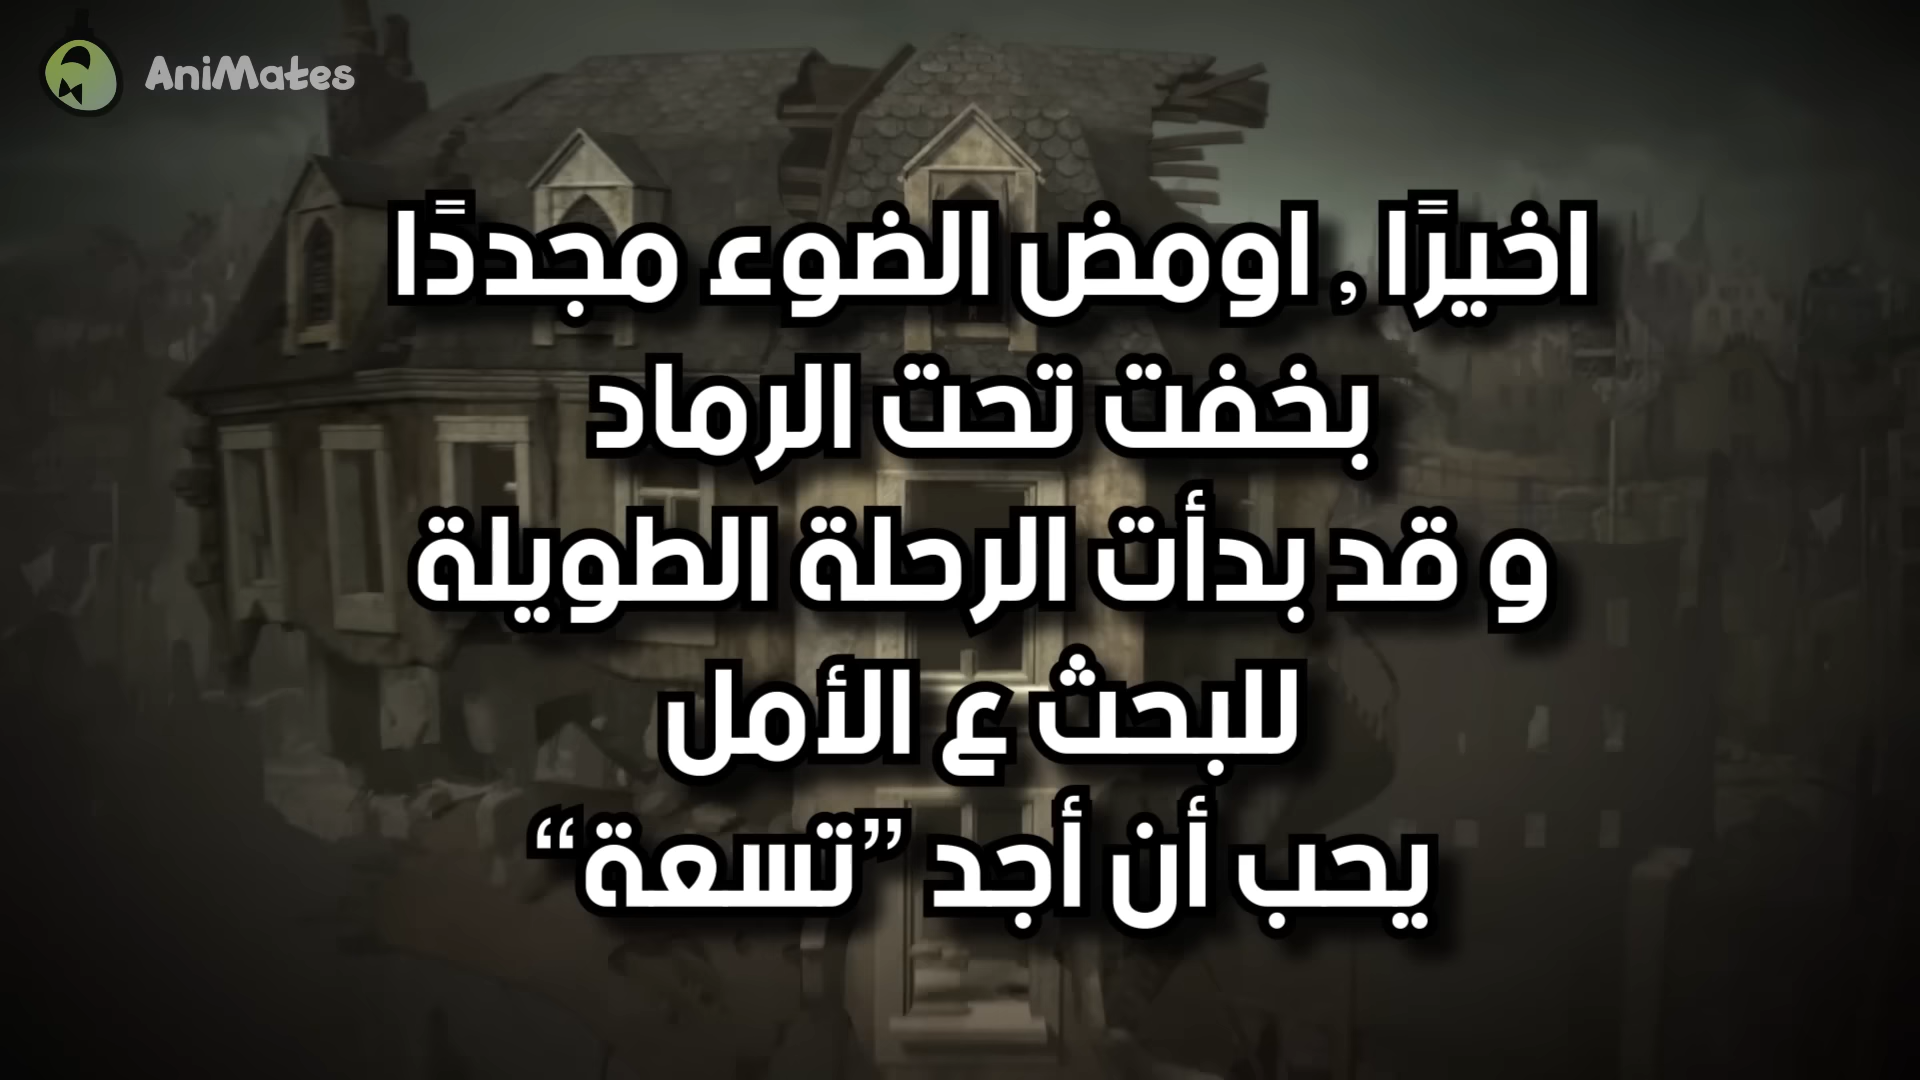 AniMates
اخيرًا , اومض الضوء مجددًا
بخفت تحت الرماد
و قد بدأت الرحلة الطويلة
للبحث ع الأمل
يحب أن أجد ”تسعة“